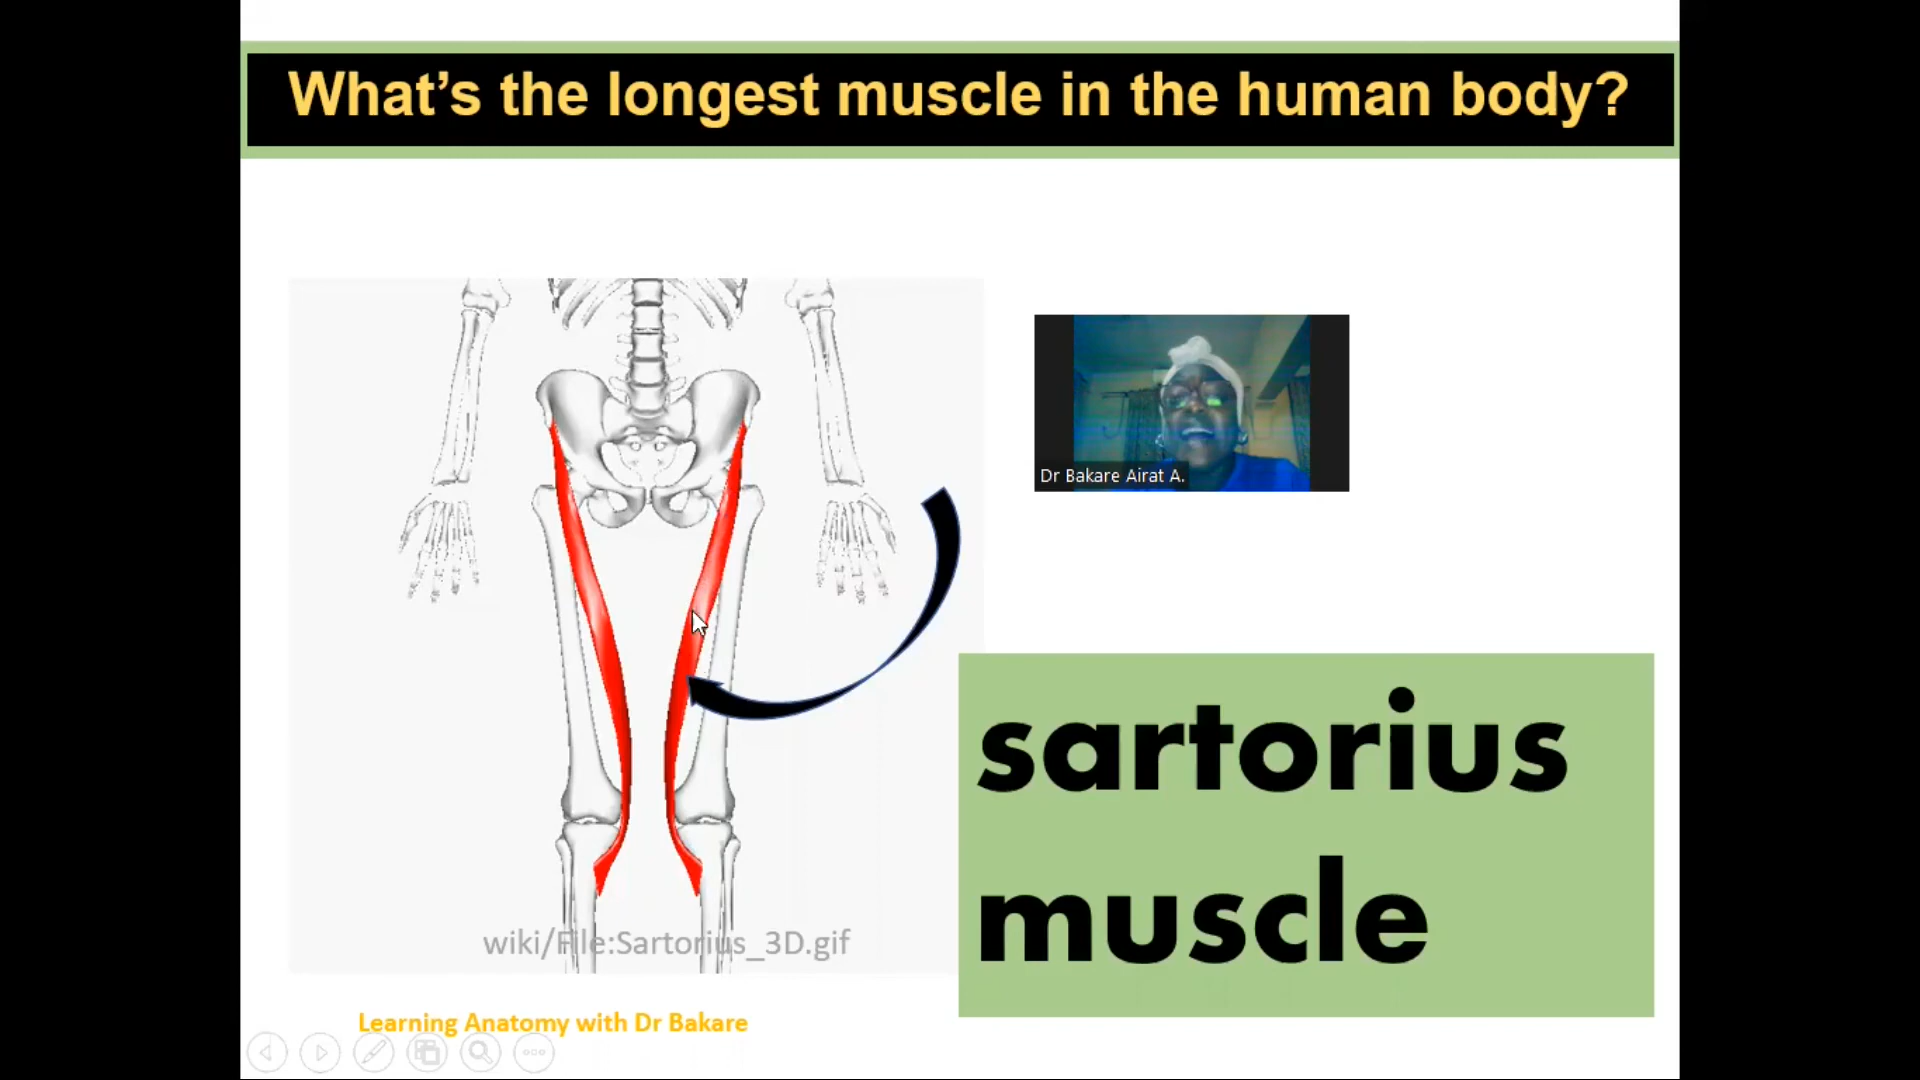 What’s the longest muscle in the human body?
Dr Bakare Airat A.
sartorius
muscle
wiki/File:Sartorius_3D.gif
Learning Anatomy with Dr Bakare